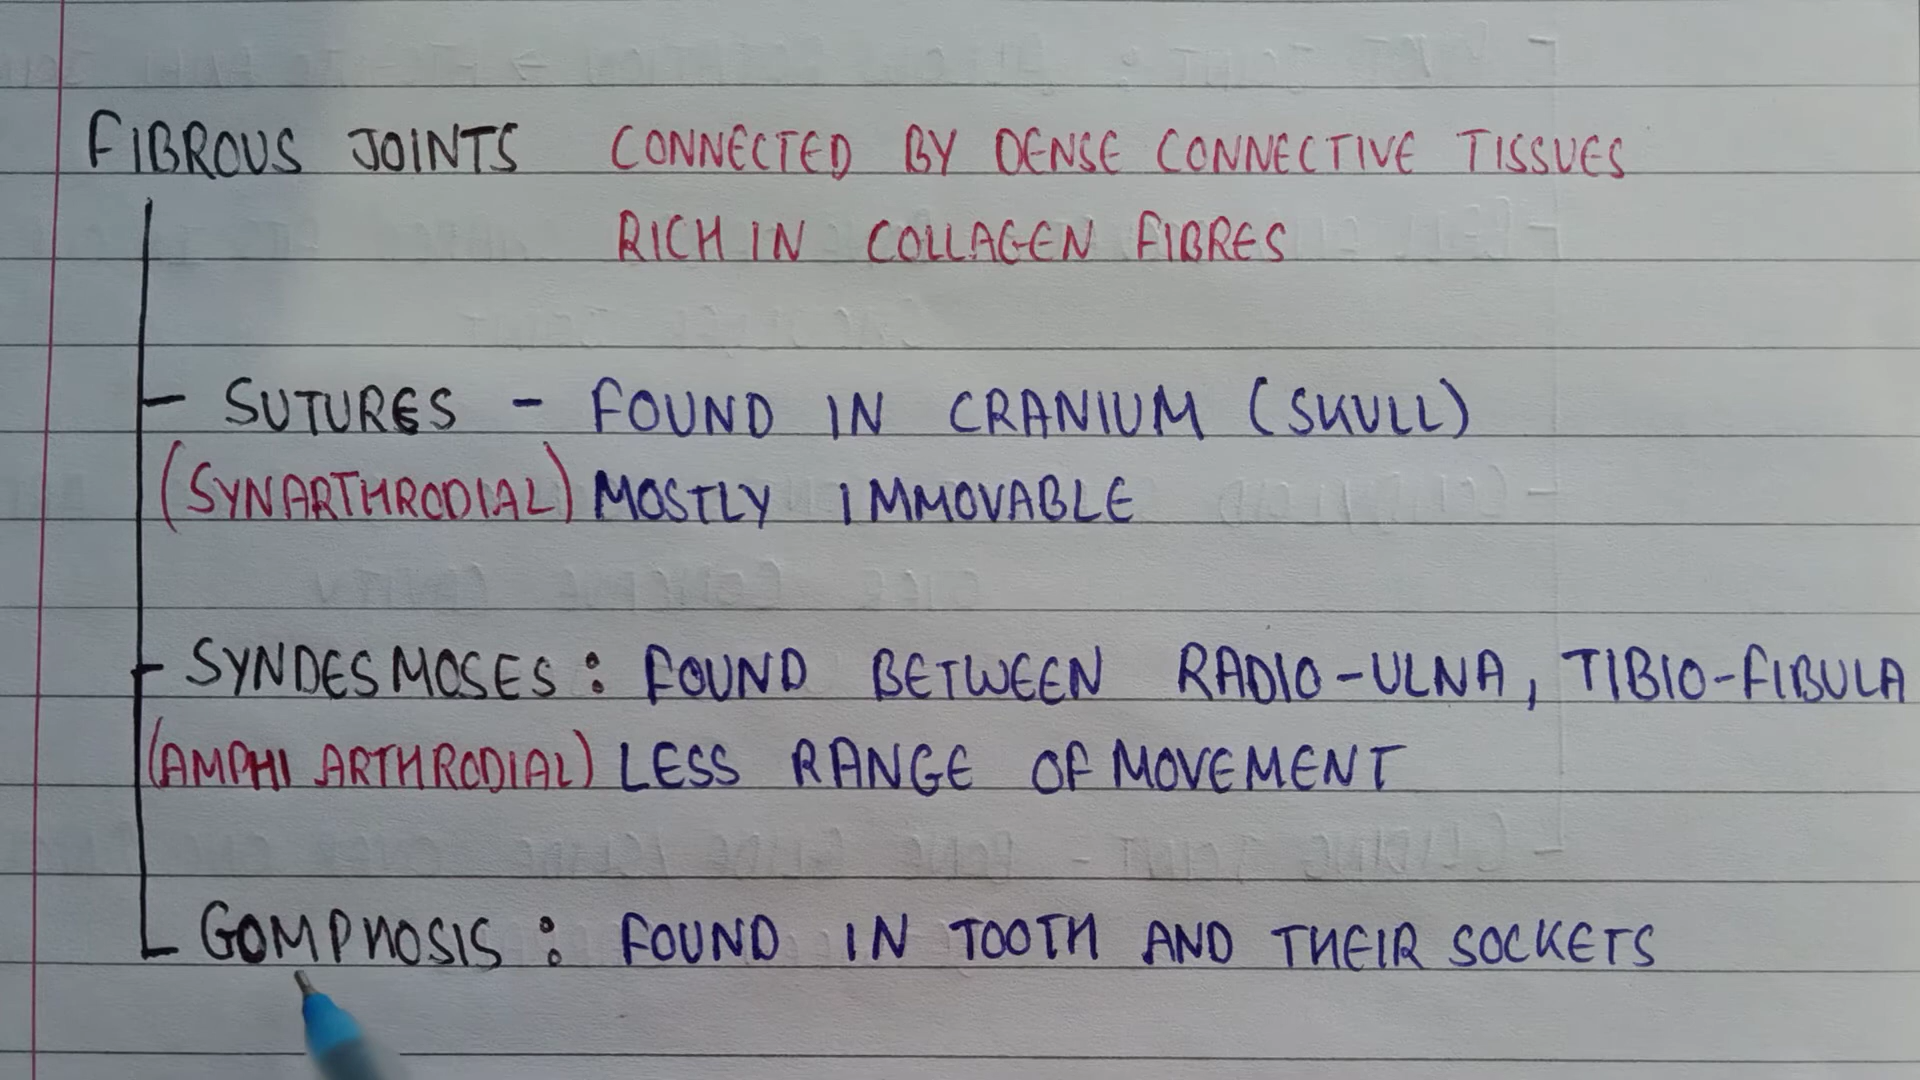 FIBROUS JOINTS CONNECTED BY DENSE CONNECTIVE TISSUES
RICH IN COLLAGEN FIBRES
- SUTURES - FOUND IN CRANIUM (SKULL)
(SYNARTHRODIAL) MOSTLY IMMOVABLE
- SYNDESMOSES : FOUND BETWEEN RADIO-ULNA, TIBIO-FIBULA
(AMPHI ARTHRODIAL) LESS RANGE OF MOVEMENT
GOMPHOSIS : FOUND IN TOOTH AND THEIR SOCKETS